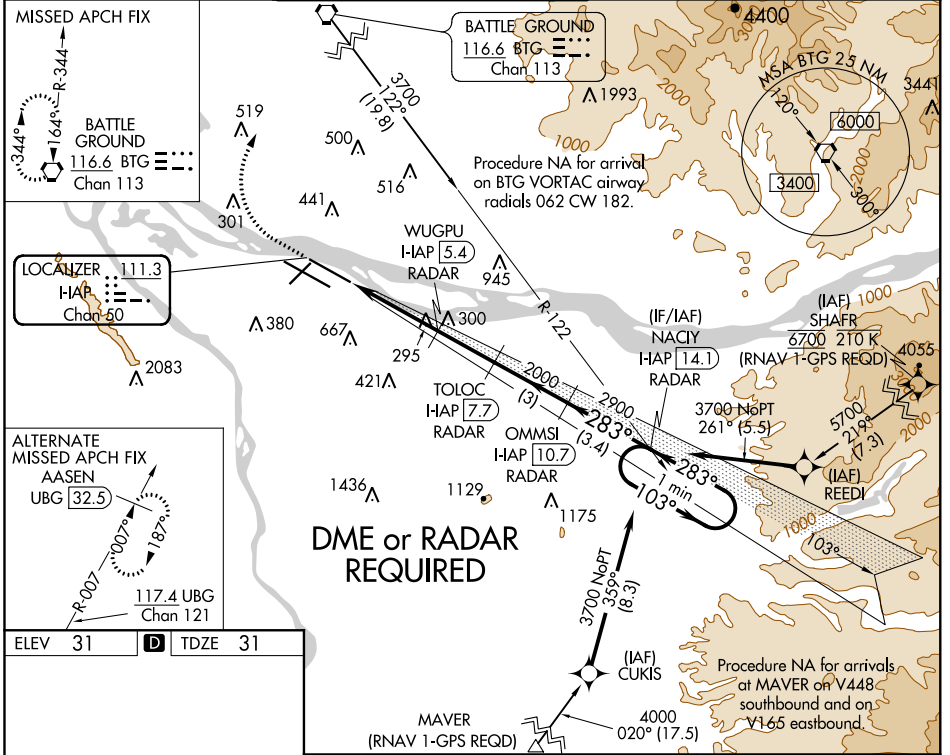 MISSED APCH FIX
R-344
344°
164°
BATTLE
GROUND
116.6 BTG
Chan 113
BATTLE GROUND
116.6 BTG
Chan 113
4400
MSA BTG 25 NM
120°
6000
3400
300°
3441
2000
1993
1000
2000
3700
122°
(19.8)
519
500
516
441
301
Procedure NA for arrival
on BTG VORTAC airway
radials 062 CW 182.
LOCALIZER 111.3
I-IAP
Chan 50
WUGPU
I-IAP 5.4
RADAR
945
R-122
(IF/IAF)
NACIY
I-IAP 14.1
RADAR
(IAF)
SHAFR
6700 210 K
(RNAV 1-GPS REQD)
1000
4055
2000
380
667
295
300
421
2083
TOLOC
I-IAP 7.7
RADAR
2000
(3)
2900
(3.4)
283°
OMMSI
I-IAP 10.7
RADAR
3700 NoPT
261° (5.5)
5700
219°
(7.3)
(IAF)
REEDI
283°
1 min
103°
1000
103°
1436
1129
1175
DME or RADAR
REQUIRED
ALTERNATE
MISSED APCH FIX
AASEN
UBG 32.5
007°
187°
R-007
117.4 UBG
Chan 121
3700 NoPT
359°
(8.3)
(IAF)
CUKIS
MAVER
(RNAV 1-GPS REQD)
4000
020° (17.5)
Procedure NA for arrivals
at MAVER on V448
southbound and on
V165 eastbound.
ELEV 31 D TDZE 31